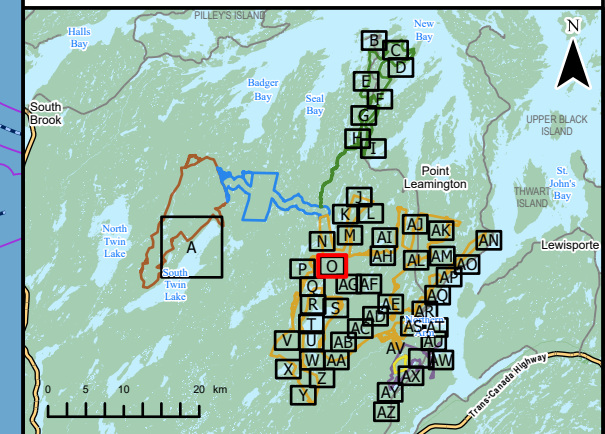 PILLEY'S ISLAND
Halls
Bay
New
Bay
N
B
C
D
Badger
Bay
E
Seal
Bay
F
South
Brook
G
UPPER BLACK
ISLAND
H
I
Point
Leamington
St.
John's
Bay
THWART
ISLAND
J
K
L
AJ
AK
North
Twin
Lake
A
N
M
AI
AN
Lewisporte
AH
AL
AM
AO
P
O
South
Twin
Lake
AP
Q
AG
AF
AQ
R
S
AE
AR
T
AD
AS
AT
AC
V
U
AB
AV
AU
W
AA
AW
X
Z
AX
Trans-Canada Highway
Y
AY
AZ
0 5 10 20 km